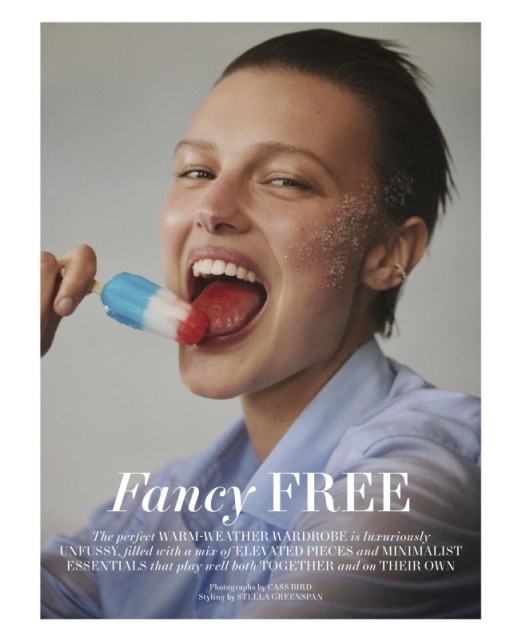 Fancy FREE
The perfect WARM-WEATHER WARDROBE is luxuriously
UNFUSSY, filled with a mix of ELEVATED PIECES and MINIMALIST
ESSENTIALS that play well both TOGETHER and on THEIR OWN
Photographs by CASS BIRD
Styling by STELLA GREENSPAN